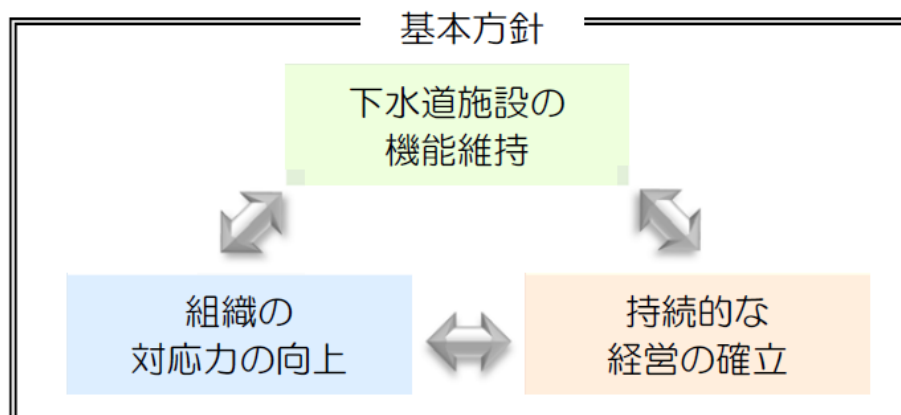 基本方針
下水道施設の
機能維持
組織の
対応力の向上
持続的な
経営の確立